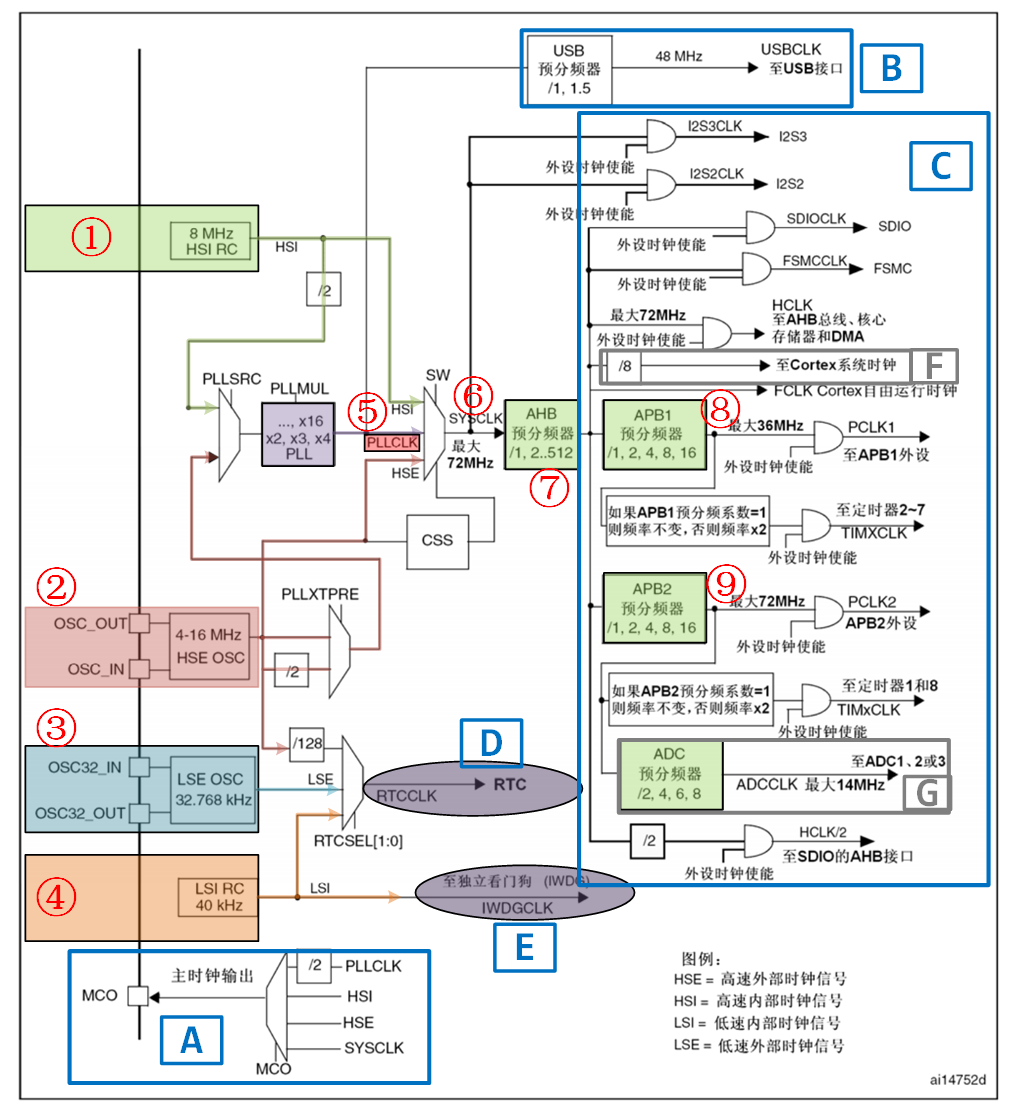 USB
预分频器
/1, 1.5
48 MHz
USBCLK
至USB接口
B
I2S3CLK
I2S3
外设时钟使能
C
I2S2CLK
I2S2
外设时钟使能
①
8 MHz
HSI RC
HSI
/2
SDIOCLK
SDIO
外设时钟使能
FSMCCLK
FSMC
外设时钟使能
最大72MHz
外设时钟使能
HCLK
至AHB总线、核心
存储器和DMA
/8
至Cortex系统时钟
F
FCLK Cortex自由运行时钟
PLLSRC
PLLMUL
..., x16
x2, x3, x4
PLL
⑤
PLLCLK
SW
HSI
HSE
⑥
SYSCLK
最大
72MHz
AHB
预分频器
/1, 2..512
⑦
APB1
预分频器
/1, 2, 4, 8, 16
⑧
最大36MHz
外设时钟使能
PCLK1
至APB1外设
如果APB1预分频系数=1
则频率不变，否则频率x2
至定时器2~7
TIMXCLK
外设时钟使能
CSS
②
OSC_OUT
OSC_IN
4-16 MHz
HSE OSC
PLLXTPRE
/2
APB2
预分频器
/1, 2, 4, 8, 16
⑨
最大72MHz
外设时钟使能
PCLK2
APB2外设
如果APB2预分频系数=1
则频率不变，否则频率x2
至定时器1和8
TIMxCLK
外设时钟使能
③
OSC32_IN
OSC32_OUT
LSE OSC
32.768 kHz
/128
LSE
RTCSEL[1:0]
D
RTCCLK
RTC
ADC
预分频器
/2, 4, 6, 8
至ADC1、2或3
ADCCLK 最大14MHz
G
/2
HCLK/2
至SDIO的AHB接口
外设时钟使能
④
LSI RC
40 kHz
LSI
至独立看门狗 (IWDG)
IWDGCLK
E
MCO
主时钟输出
A
/2
PLLCLK
HSI
HSE
SYSCLK
MCO
图例：
HSE = 高速外部时钟信号
HSI = 高速内部时钟信号
LSI = 低速内部时钟信号
LSE = 低速外部时钟信号
ai14752d